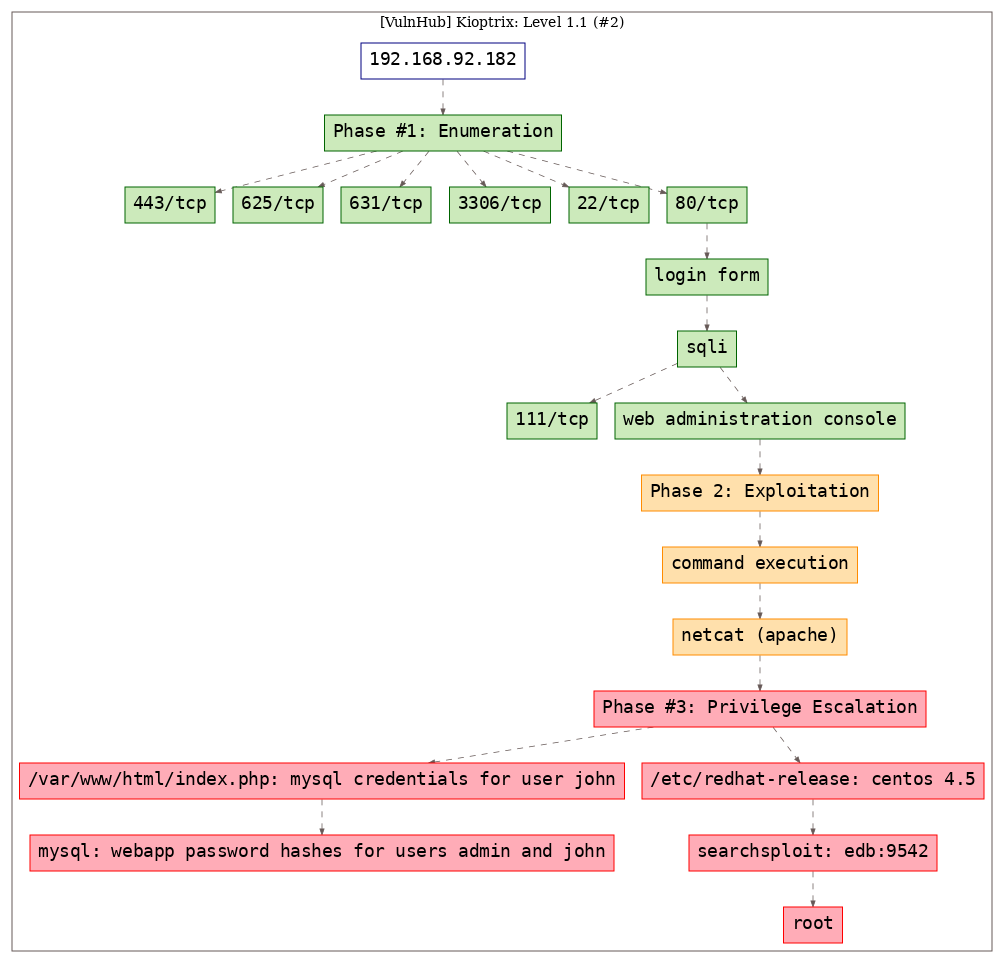 [VulnHub] Kioptrix: Level 1.1 (#2)
192.168.92.182
Phase #1: Enumeration
443/tcp
625/tcp
631/tcp
3306/tcp
22/tcp
80/tcp
login form
sqli
111/tcp
web administration console
Phase 2: Exploitation
command execution
netcat (apache)
Phase #3: Privilege Escalation
/var/www/html/index.php: mysql credentials for user john
/etc/redhat-release: centos 4.5
mysql: webapp password hashes for users admin and john
searchsploit: edb:9542
root